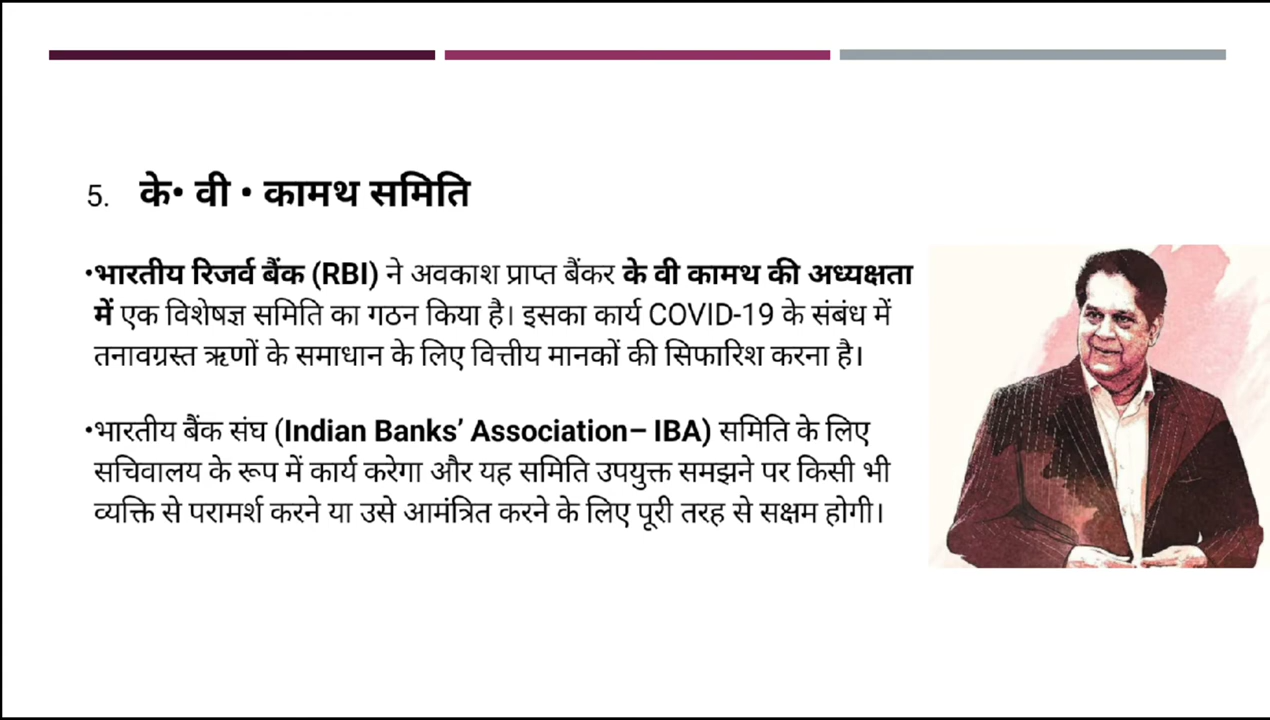 5. के• वी • कामथ समिति
•भारतीय रिजर्व बैंक (RBI) ने अवकाश प्राप्त बैंकर के वी कामथ की अध्यक्षता
में एक विशेषज्ञ समिति का गठन किया है। इसका कार्य COVID-19 के संबंध में
तनावग्रस्त ऋणों के समाधान के लिए वित्तीय मानकों की सिफारिश करना है।
•भारतीय बैंक संघ (Indian Banks’ Association– IBA) समिति के लिए
सचिवालय के रूप में कार्य करेगा और यह समिति उपयुक्त समझने पर किसी भी
व्यक्ति से परामर्श करने या उसे आमंत्रित करने के लिए पूरी तरह से सक्षम होगी।